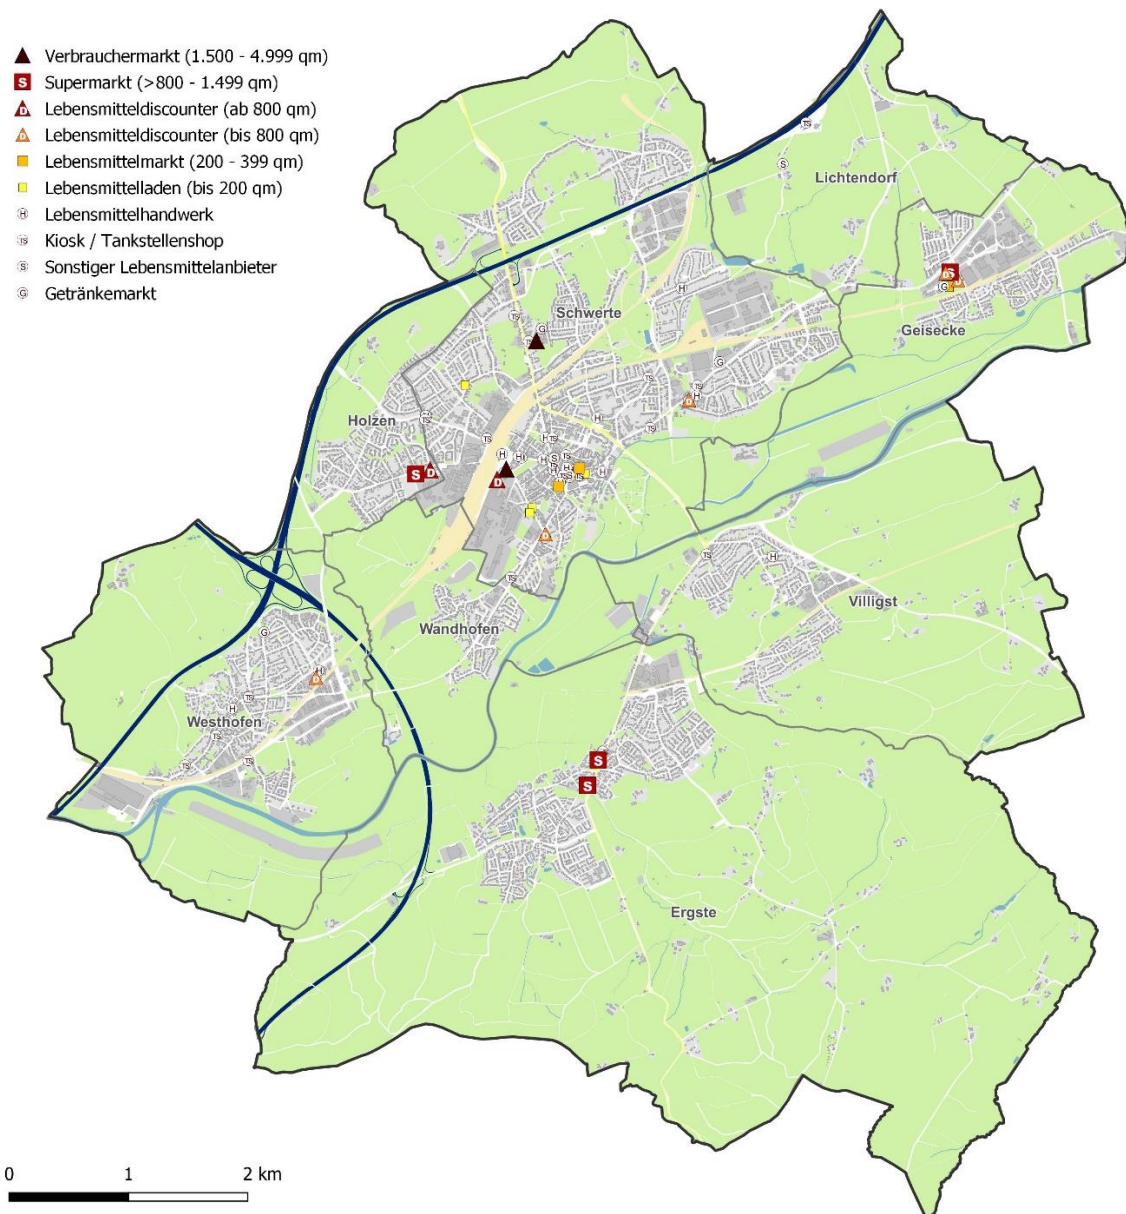 Verbrauchermarkt (1.500 - 4.999 qm)
S Supermarkt (>800 - 1.499 qm)
D Lebensmitteldiscounter (ab 800 qm)
D Lebensmitteldiscounter (bis 800 qm)
Lebensmittelmarkt (200 - 399 qm)
Lebensmittelladen (bis 200 qm)
H Lebensmittelhandwerk
TS Kiosk / Tankstellenshop
S Sonstiger Lebensmittelanbieter
G Getränkemarkt
Lichtendorf
Schwerte
Geisecke
Holzen
Villigst
Wandhofen
Westhofen
Ergste
0 1 2 km